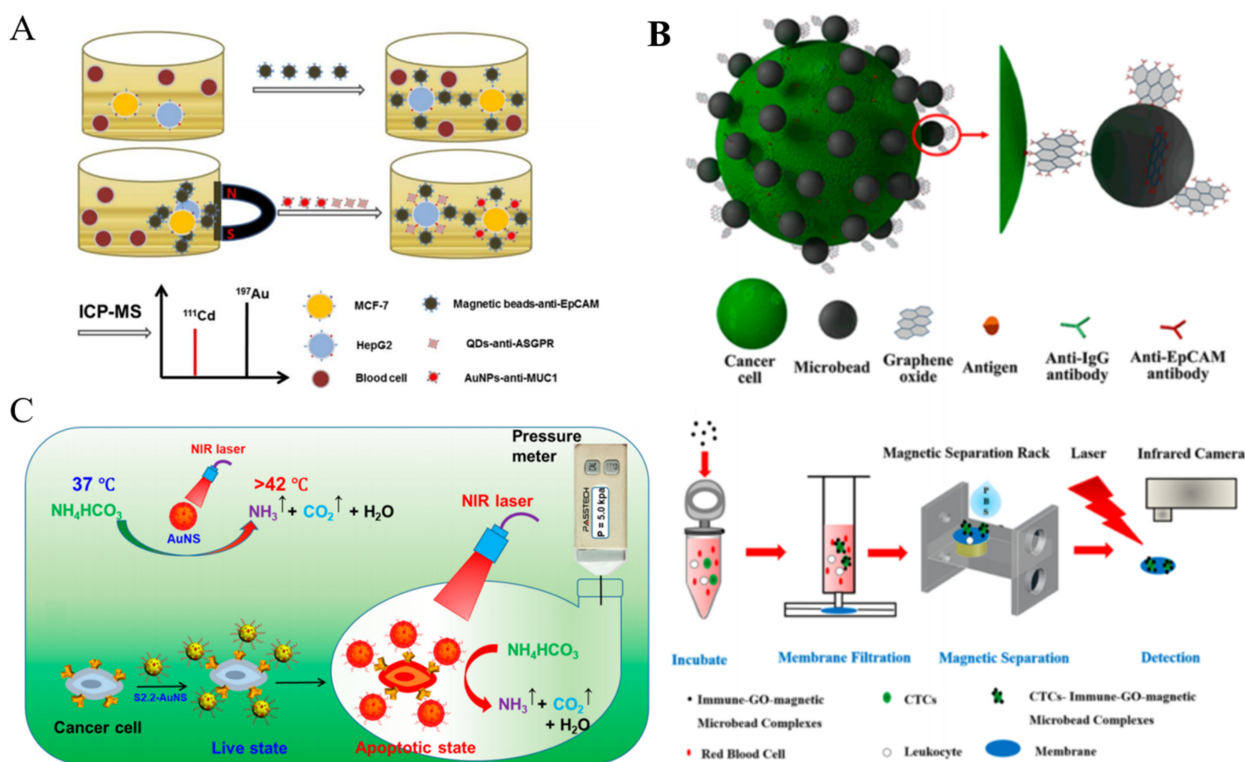 A
N
S
ICP-MS
¹¹¹Cd
¹⁹⁷Au
MCF-7
HepG2
Blood cell
Magnetic beads-anti-EpCAM
QDs-anti-ASGPR
AuNPs-anti-MUC1
B
Cancer
cell
Microbead
Graphene
oxide
Antigen
Anti-IgG
antibody
Anti-EpCAM
antibody
Magnetic Separation Rack
Laser
Infrared Camera
P
B
S
Incubate
Membrane Filtration
Magnetic Separation
Detection
Immune-GO-magnetic
Microbead Complexes
CTCs
CTCs- Immune-GO-magnetic
Microbead Complexes
Red Blood Cell
Leukocyte
Membrane
C
NIR laser
37 ℃
>42 ℃
NH₄HCO₃
NH₃↑ + CO₂↑ + H₂O
AuNS
Pressure
meter
PASSTECH
P = 5.0 kpa
NIR laser
NH₄HCO₃
NH₃↑ + CO₂↑
+ H₂O
S2.2-AuNS
Cancer cell
Live state
Apoptotic state